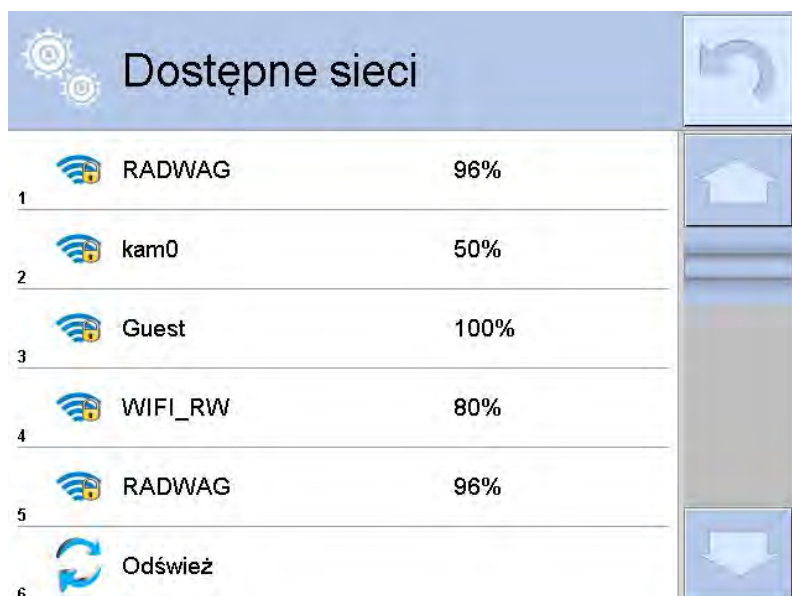 Dostępne sieci
RADWAG 96%
1
kam0 50%
2
Guest 100%
3
WIFI_RW 80%
4
RADWAG 96%
5
Odśwież
6